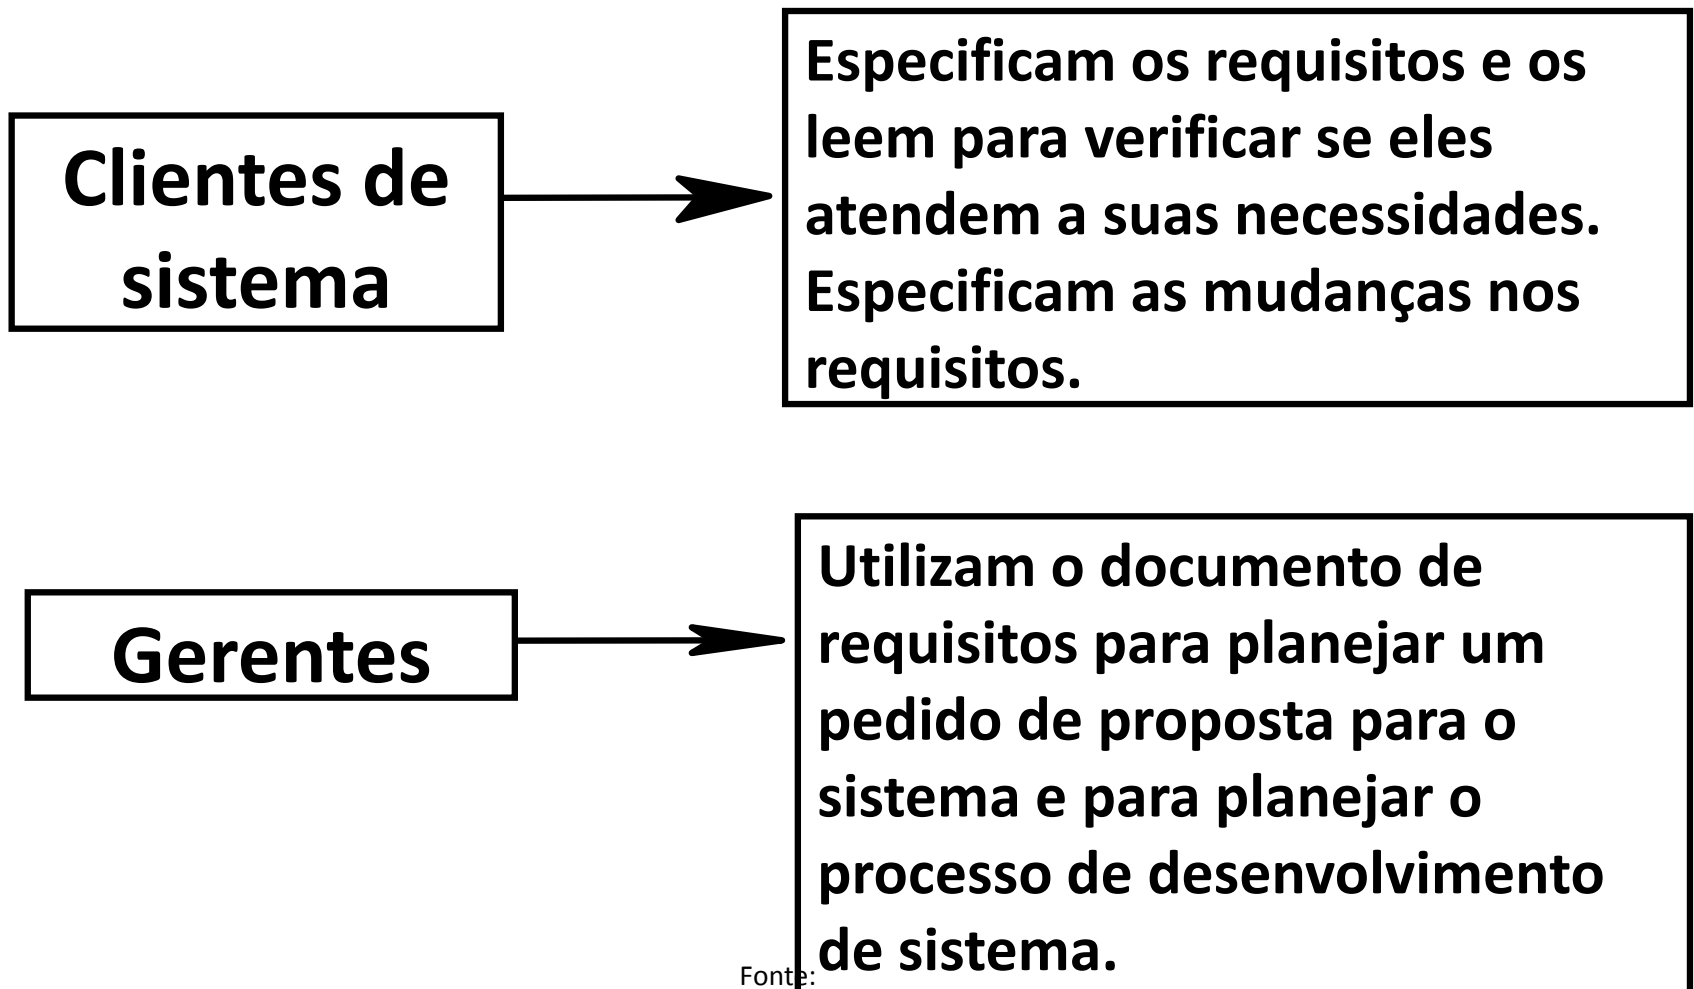 Clientes de
sistema
Especificam os requisitos e os
leem para verificar se eles
atendem a suas necessidades.
Especificam as mudanças nos
requisitos.
Gerentes
Utilizam o documento de
requisitos para planejar um
pedido de proposta para o
sistema e para planejar o
processo de desenvolvimento
de sistema.
Fonte: